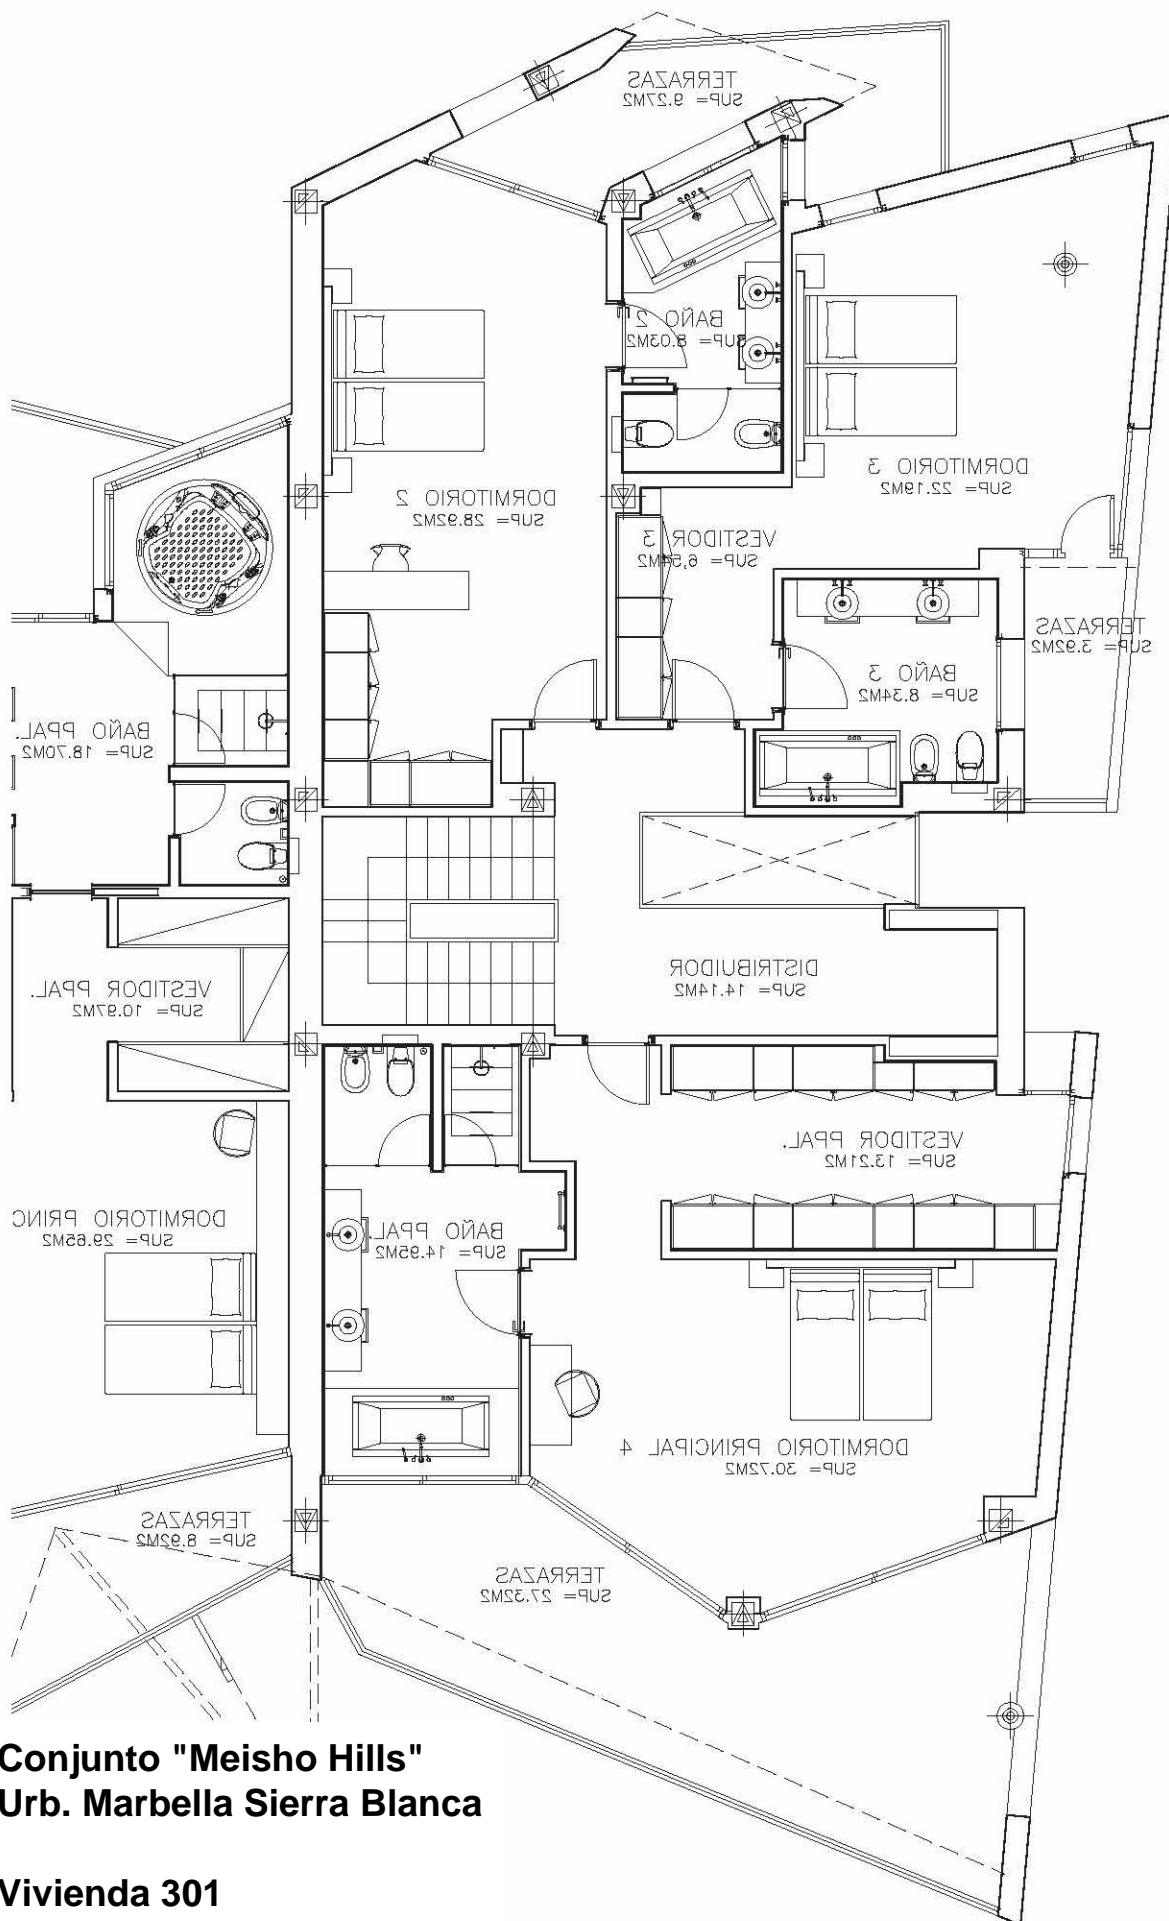 TERRAZAS
SUP= 9.27M2
BAÑO 2
SUP= 8.03M2
DORMITORIO 3
SUP= 22.19M2
DORMITORIO 2
SUP= 28.92M2
VESTIDOR 3
SUP= 6,54M2
TERRAZAS
SUP= 3.92M2
BAÑO 3
SUP= 8.34M2
BAÑO PPAL.
SUP= 18.70M2
DISTRIBUIDOR
SUP= 14.14M2
VESTIDOR PPAL.
SUP= 10.97M2
VESTIDOR PPAL.
SUP= 13.21M2
DORMITORIO PRINC
SUP= 29.65M2
BAÑO PPAL.
SUP= 14.95M2
DORMITORIO PRINCIPAL 4
SUP= 30.72M2
TERRAZAS
SUP= 8.92M2
TERRAZAS
SUP= 27.32M2
Conjunto "Meisho Hills"
Urb. Marbella Sierra Blanca
Vivienda 301